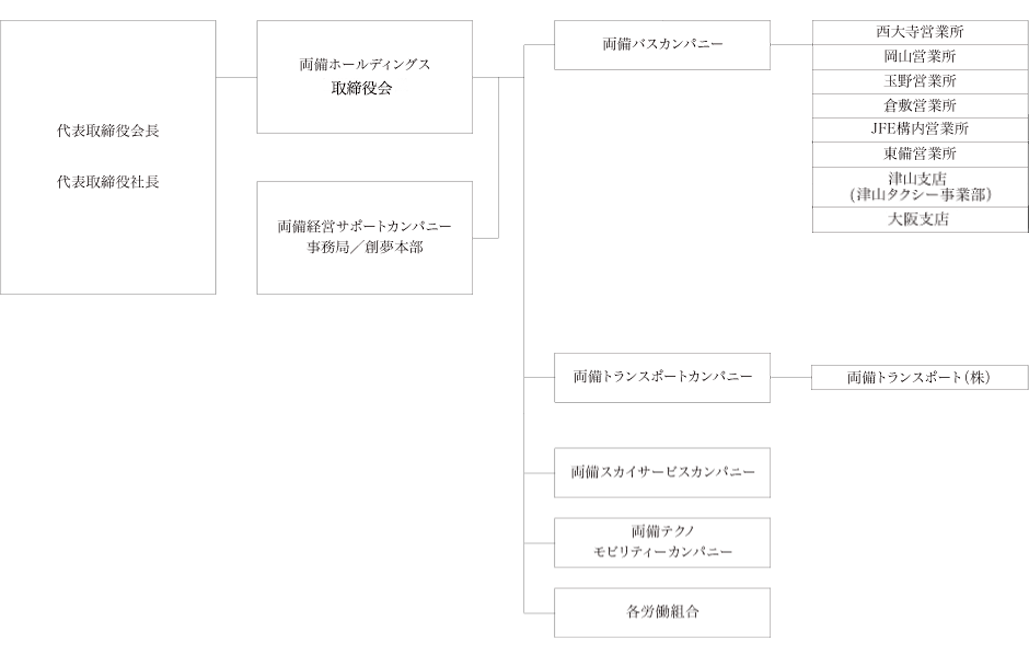 代表取締役会長
代表取締役社長
両備ホールディングス
取締役会
両備経営サポートカンパニー
事務局／創夢本部
両備バスカンパニー
西大寺営業所
岡山営業所
玉野営業所
倉敷営業所
JFE構内営業所
東備営業所
津山支店
(津山タクシー事業部)
大阪支店
両備トランスポートカンパニー
両備トランスポート(株)
両備スカイサービスカンパニー
両備テクノ
モビリティーカンパニー
各労働組合